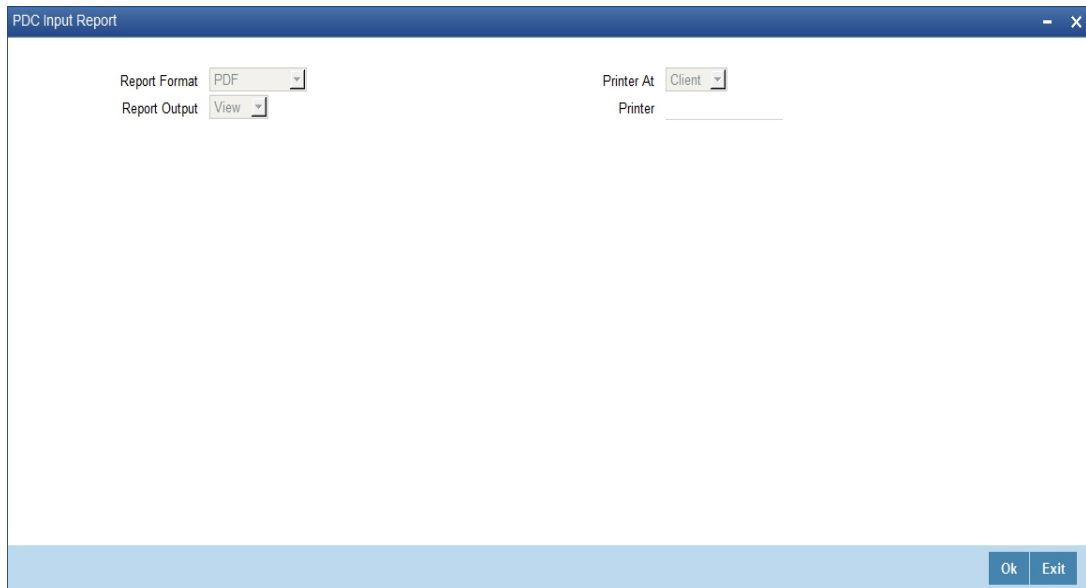 PDC Input Report
Report Format PDF
Printer At Client
Report Output View
Printer
Ok Exit